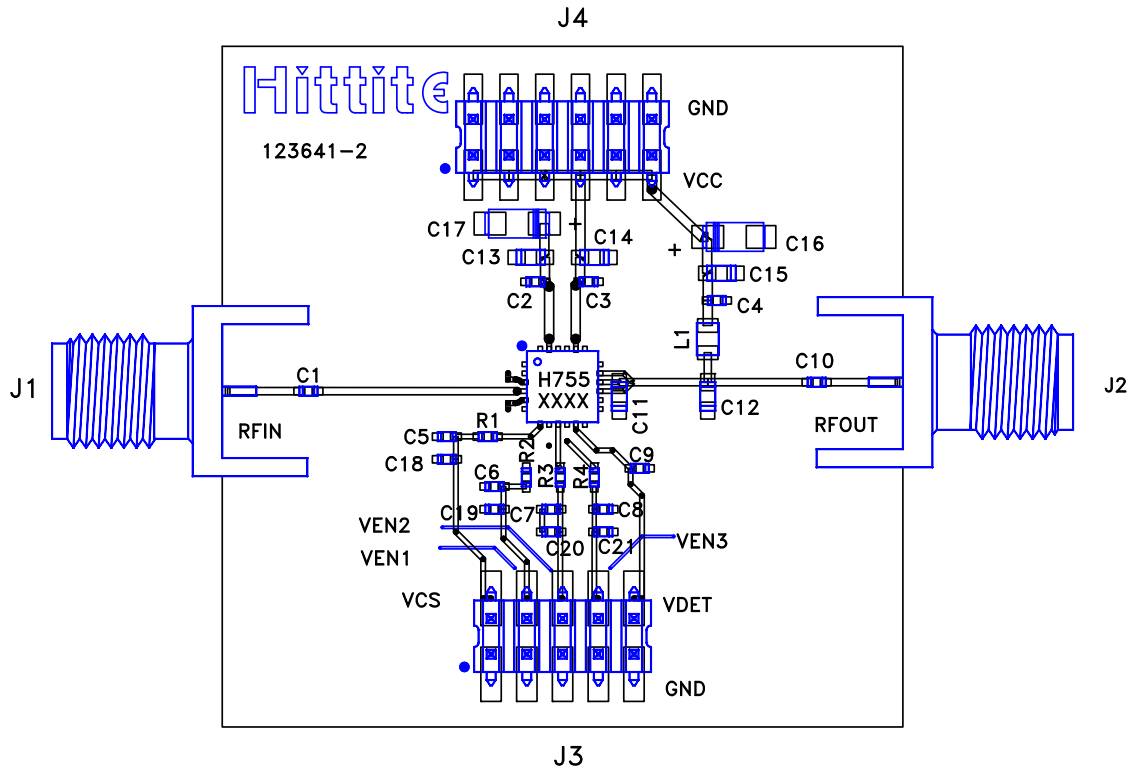 J4
Hittite
GND
123641-2
VCC
C17
+
C14
C13
+
C16
C15
C2
C3
C4
L1
J1
C1
H755
XXXX
C10
J2
C11
C12
RFIN
RFOUT
C5
R1
R2
C18
C6
R3
R4
C9
C19
C7
C8
VEN2
C20
C21
VEN3
VEN1
VCS
VDET
GND
J3